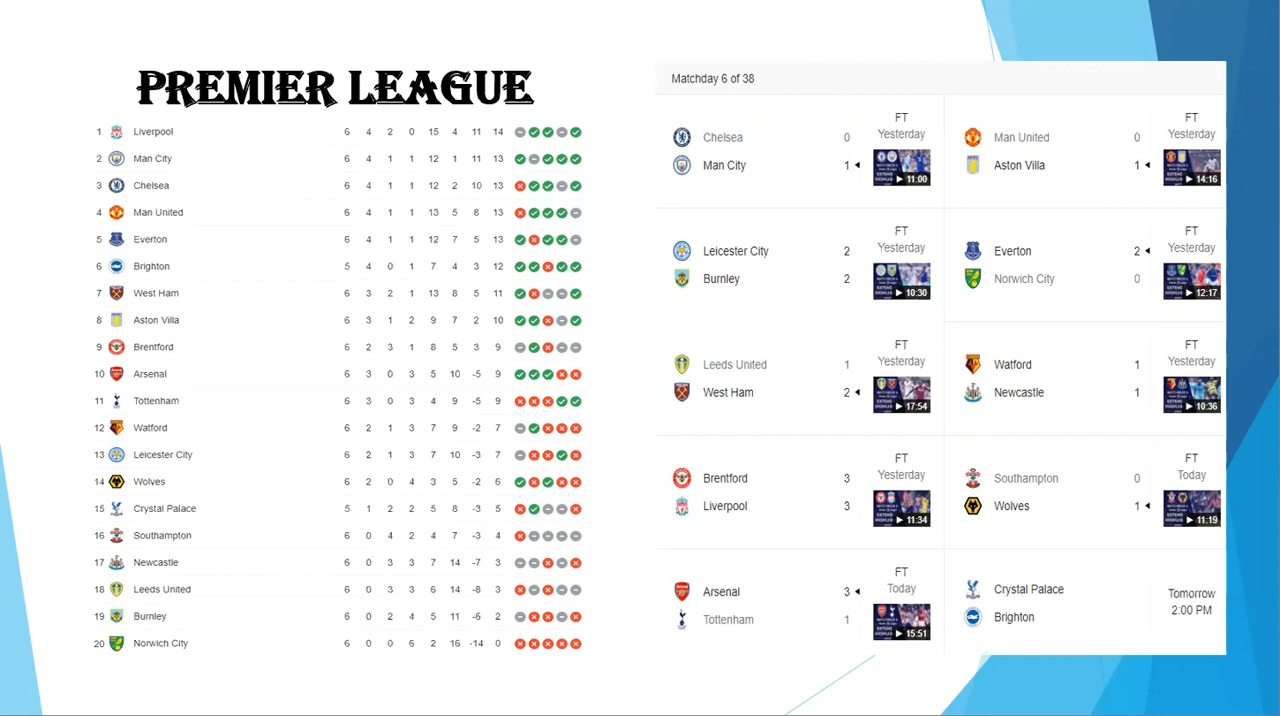 PREMIER LEAGUE
1 Liverpool 6 4 2 0 15 4 11 14
2 Man City 6 4 1 1 12 1 11 13
3 Chelsea 6 4 1 1 12 2 10 13
4 Man United 6 4 1 1 13 5 8 13
5 Everton 6 4 1 1 12 7 5 13
6 Brighton 5 4 0 1 7 4 3 12
7 West Ham 6 3 2 1 13 11
8 Aston Villa 6 3 1 2 9 7 10
9 Brentford 6 2 3 1 8 5 3 9
10 Arsenal 6 3 0 3 5 10 -5 9
11 Tottenham 6 3 0 3 4 9
12 Watford 6 2 1 3 7 7
13 Leicester City 6 2 1 3 7 10 -3 7
14 Wolves 6 2 0 4 3 5 -2 6
15 Crystal Palace 5 1 2 2 5 5
16 Southampton 6 0 4 2 4 4
17 Newcastle 6 0 3 3 7 14 -7 3
18 Leeds United 6 0 3 3 6 14 -8 3
19 Burnley 6 0 2 4 5 11 -6 2
20 Norwich City 0 0 6 2 -14 0
Matchday 6 of 38
Chelsea 0
Man City 1
FT
Yesterday
11:00
Man United 0
Aston Villa 1
FT
Yesterday
14:16
Leicester City 2
Burnley 2
FT
Yesterday
10:30
Everton 2
Norwich City 0
FT
Yesterday
12:17
Leeds United 1
West Ham 2
FT
Yesterday
17:54
Watford 1
Newcastle 1
FT
Yesterday
10:36
Brentford 3
Liverpool 3
FT
Yesterday
11:34
Southampton 0
Wolves 1
FT
Today
11:19
Arsenal 3
Tottenham 1
FT
Today
15:51
Crystal Palace
Brighton
Tomorrow
2:00 PM